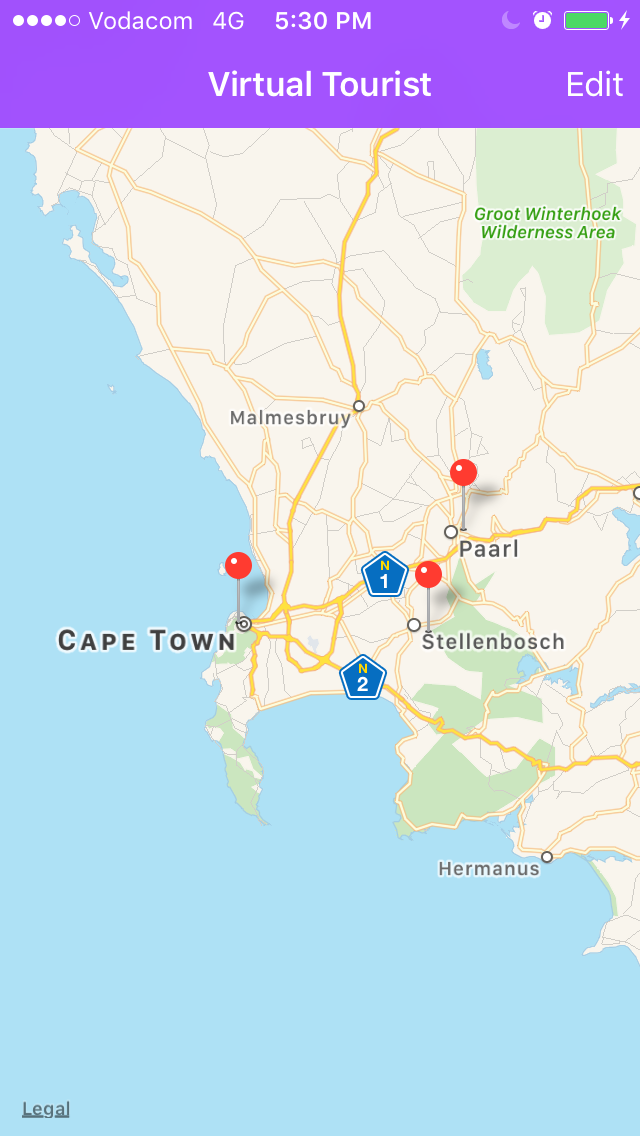 Vodacom 4G 5:30 PM
Virtual Tourist
Edit
Groot Winterhoek
Wilderness Area
Malmesbruy
Paarl
N
1
CAPE TOWN
Stellenbosch
N
2
Hermanus
Legal